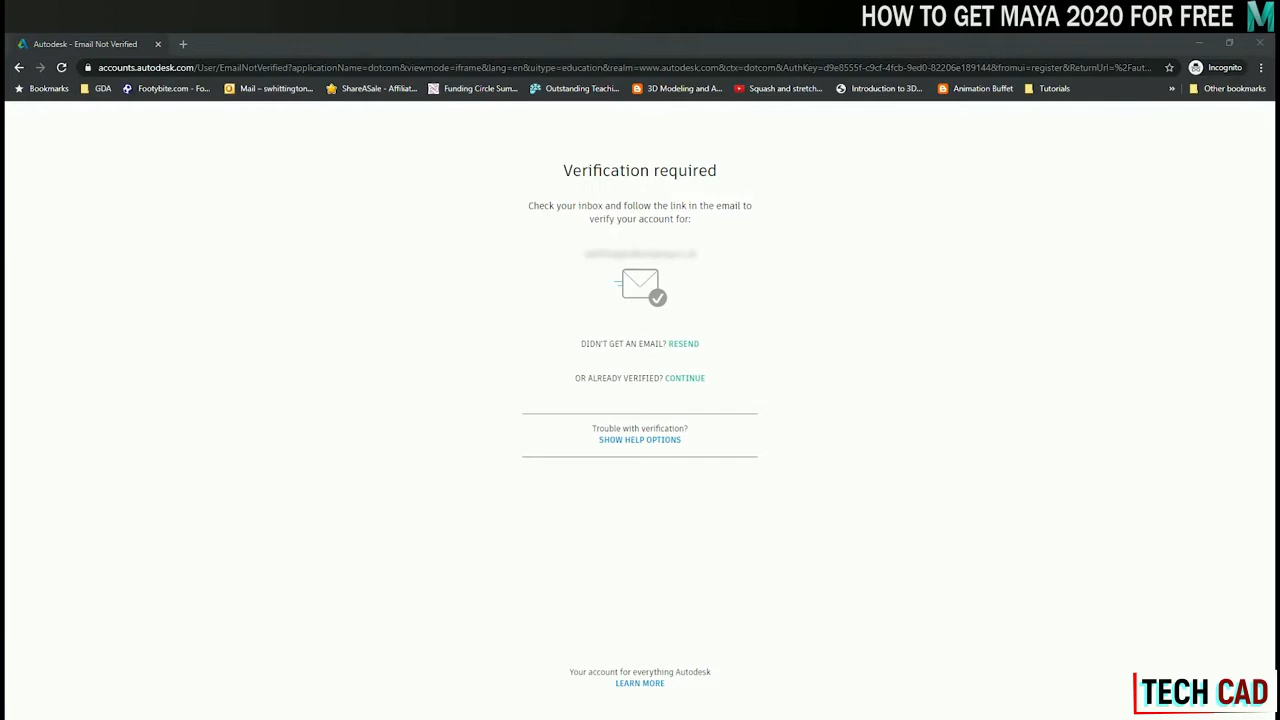 HOW TO GET MAYA 2020 FOR FREE M
Autodesk - Email Not Verified
accounts.autodesk.com/User/EmailNotVerified?applicationName=dotcom&viewmode=iframe&lang=en&uitype=education&realm=www.autodesk.com&ctx=dotcom&AuthKey=d9e8555f-c9cf-4fcb-9ed0-82206e189144&fromui=register&ReturnUrl=%2Faut...
Incognito
Bookmarks GDA Footybite.com - Fo... Mail – swhittington... ShareASale - Affiliat... Funding Circle Sum... Outstanding Teachi... 3D Modeling and A... Squash and stretch... Introduction to 3D... Animation Buffet Tutorials » Other bookmarks
Verification required
Check your inbox and follow the link in the email to
verify your account for:
DIDN'T GET AN EMAIL? RESEND
OR ALREADY VERIFIED? CONTINUE
Trouble with verification?
SHOW HELP OPTIONS
Your account for everything Autodesk
LEARN MORE
TECH CAD